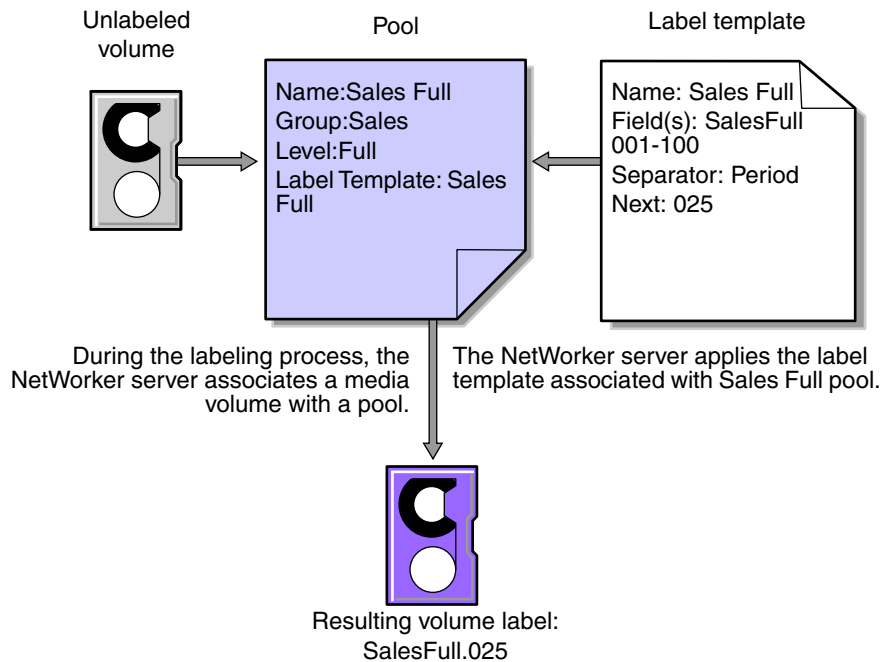 Unlabeled
volume
Pool
Label template
Name:Sales Full
Group:Sales
Level:Full
Label Template: Sales
Full
Name: Sales Full
Field(s): SalesFull
001-100
Separator: Period
Next: 025
During the labeling process, the
NetWorker server associates a media
volume with a pool.
The NetWorker server applies the label
template associated with Sales Full pool.
Resulting volume label:
SalesFull.025